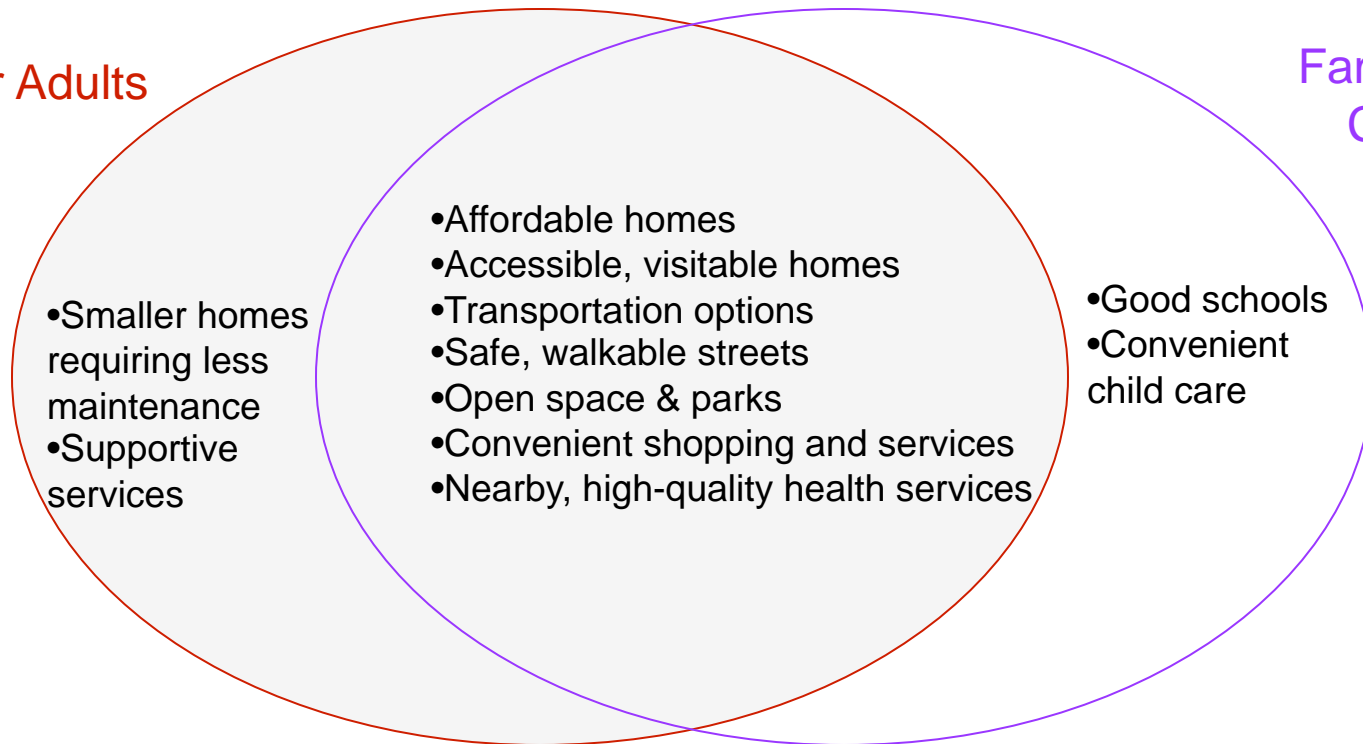 Adults
•Smaller homes
requiring less
maintenance
•Supportive
services
•Affordable homes
•Accessible, visitable homes
•Transportation options
•Safe, walkable streets
•Open space & parks
•Convenient shopping and services
•Nearby, high-quality health services
•Good schools
•Convenient
child care